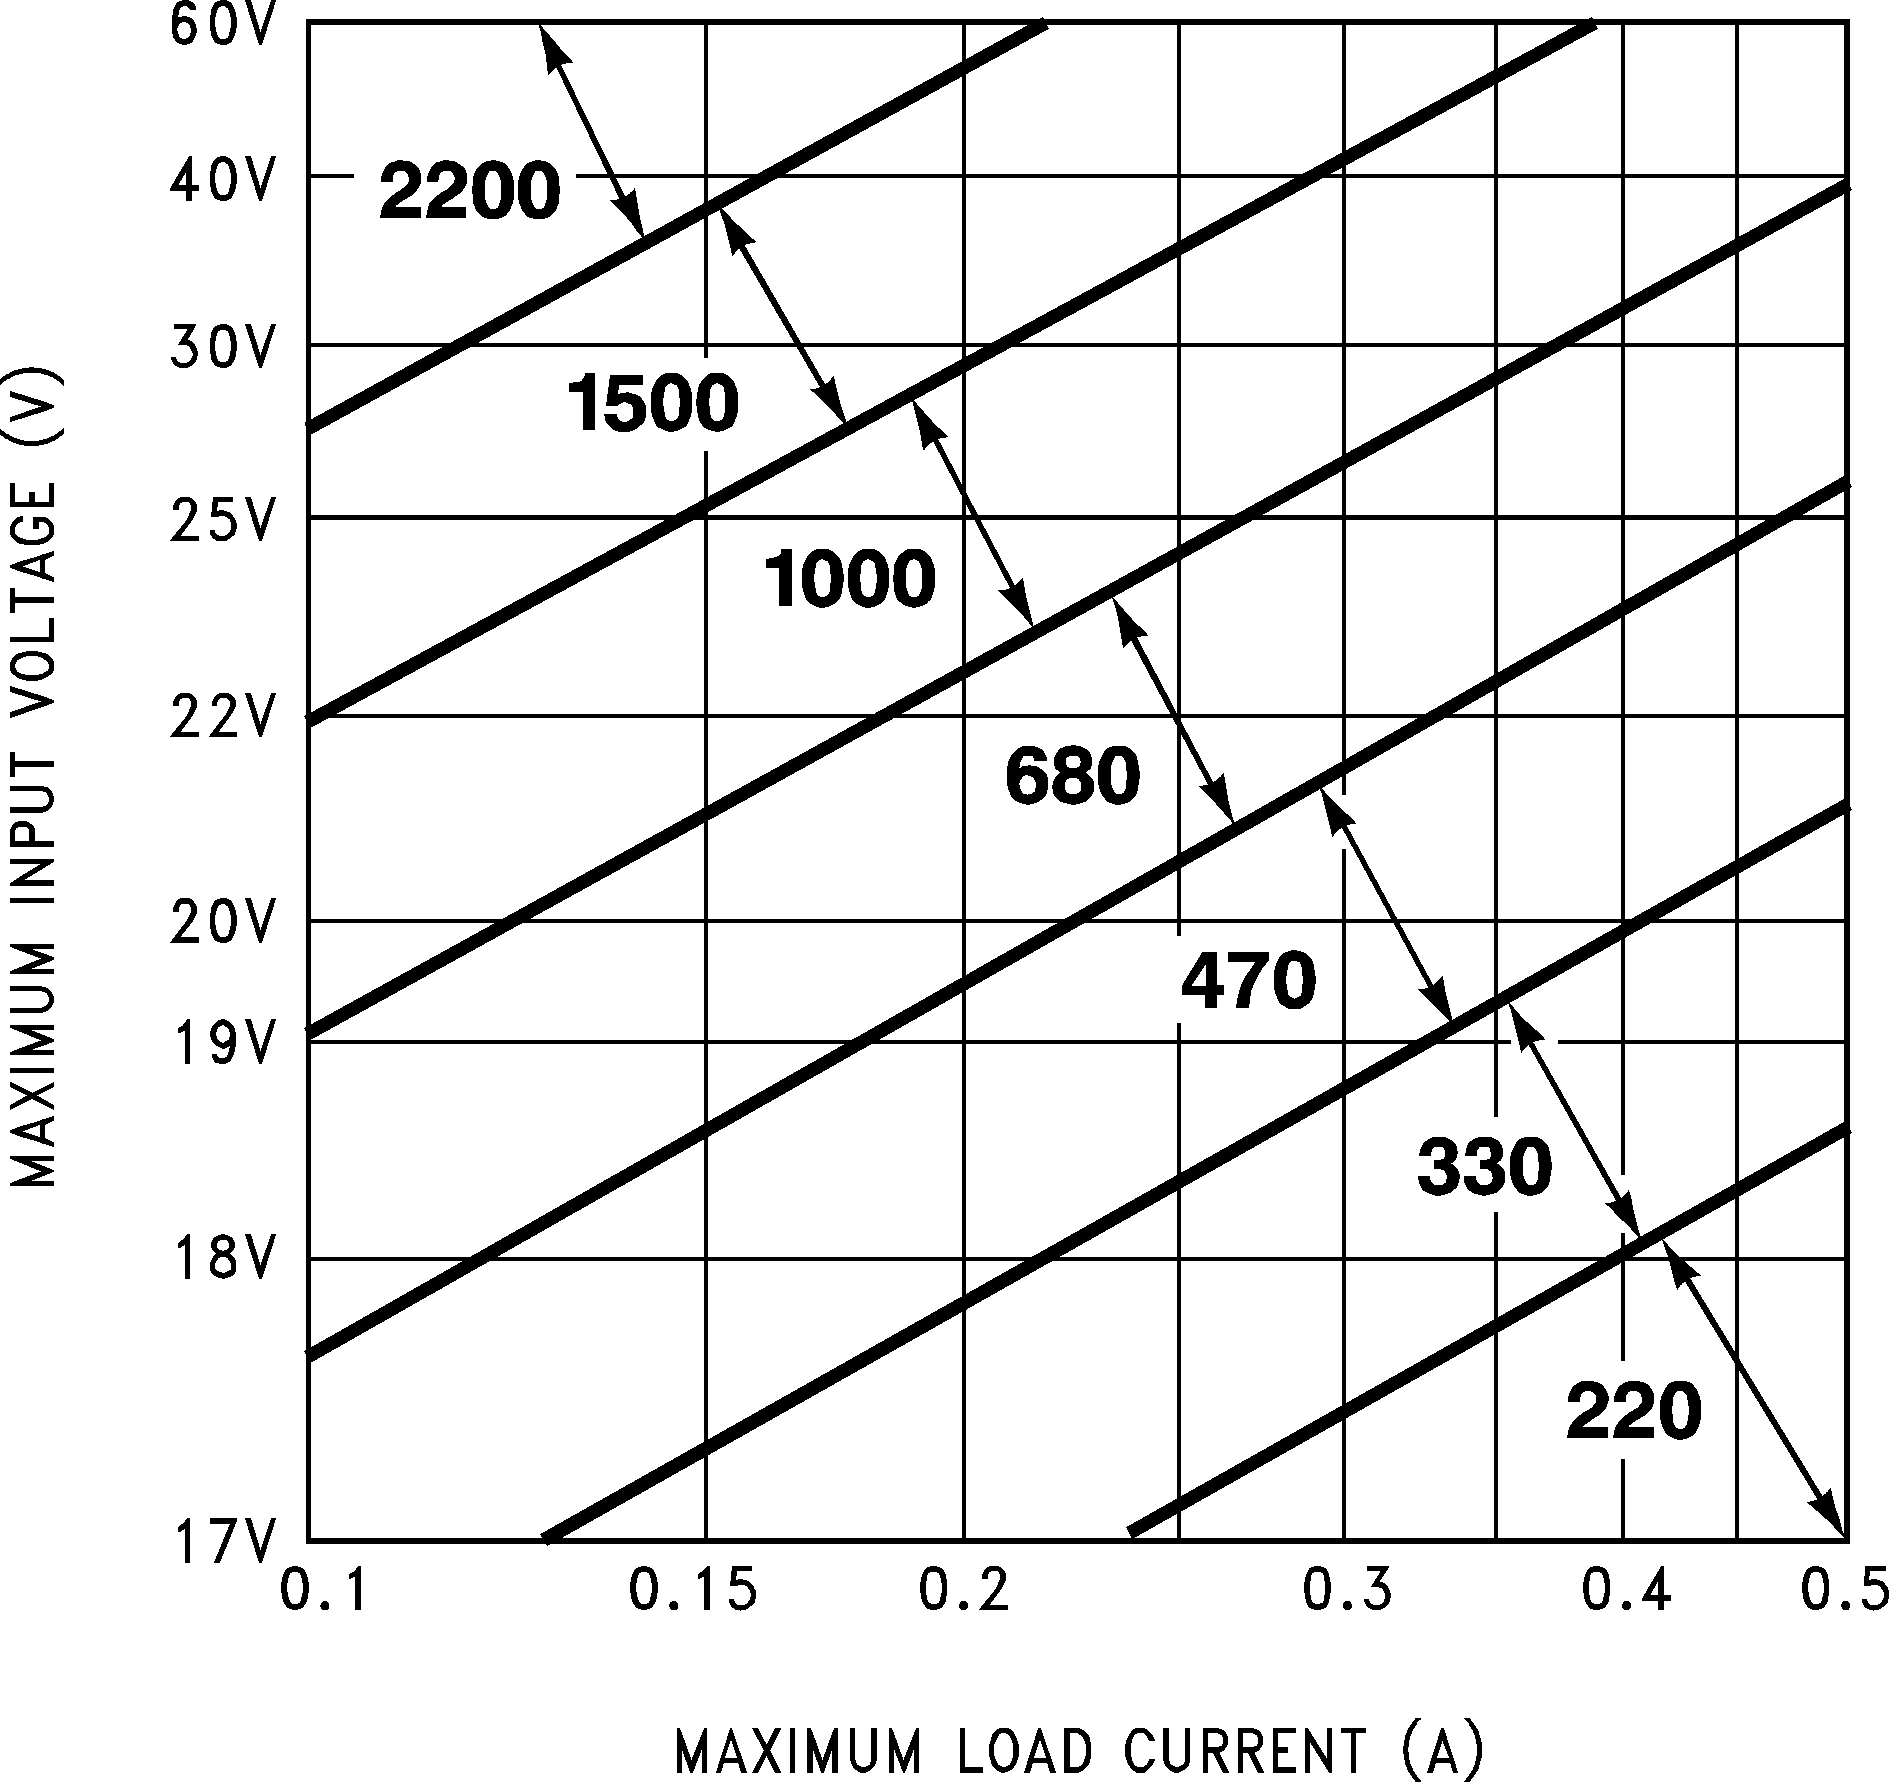 60V
40V
2200
30V
1500
25V
1000
22V
680
20V
470
19V
330
18V
220
17V
0.1 0.15 0.2 0.3 0.4 0.5
MAXIMUM INPUT VOLTAGE (V)
MAXIMUM LOAD CURRENT (A)